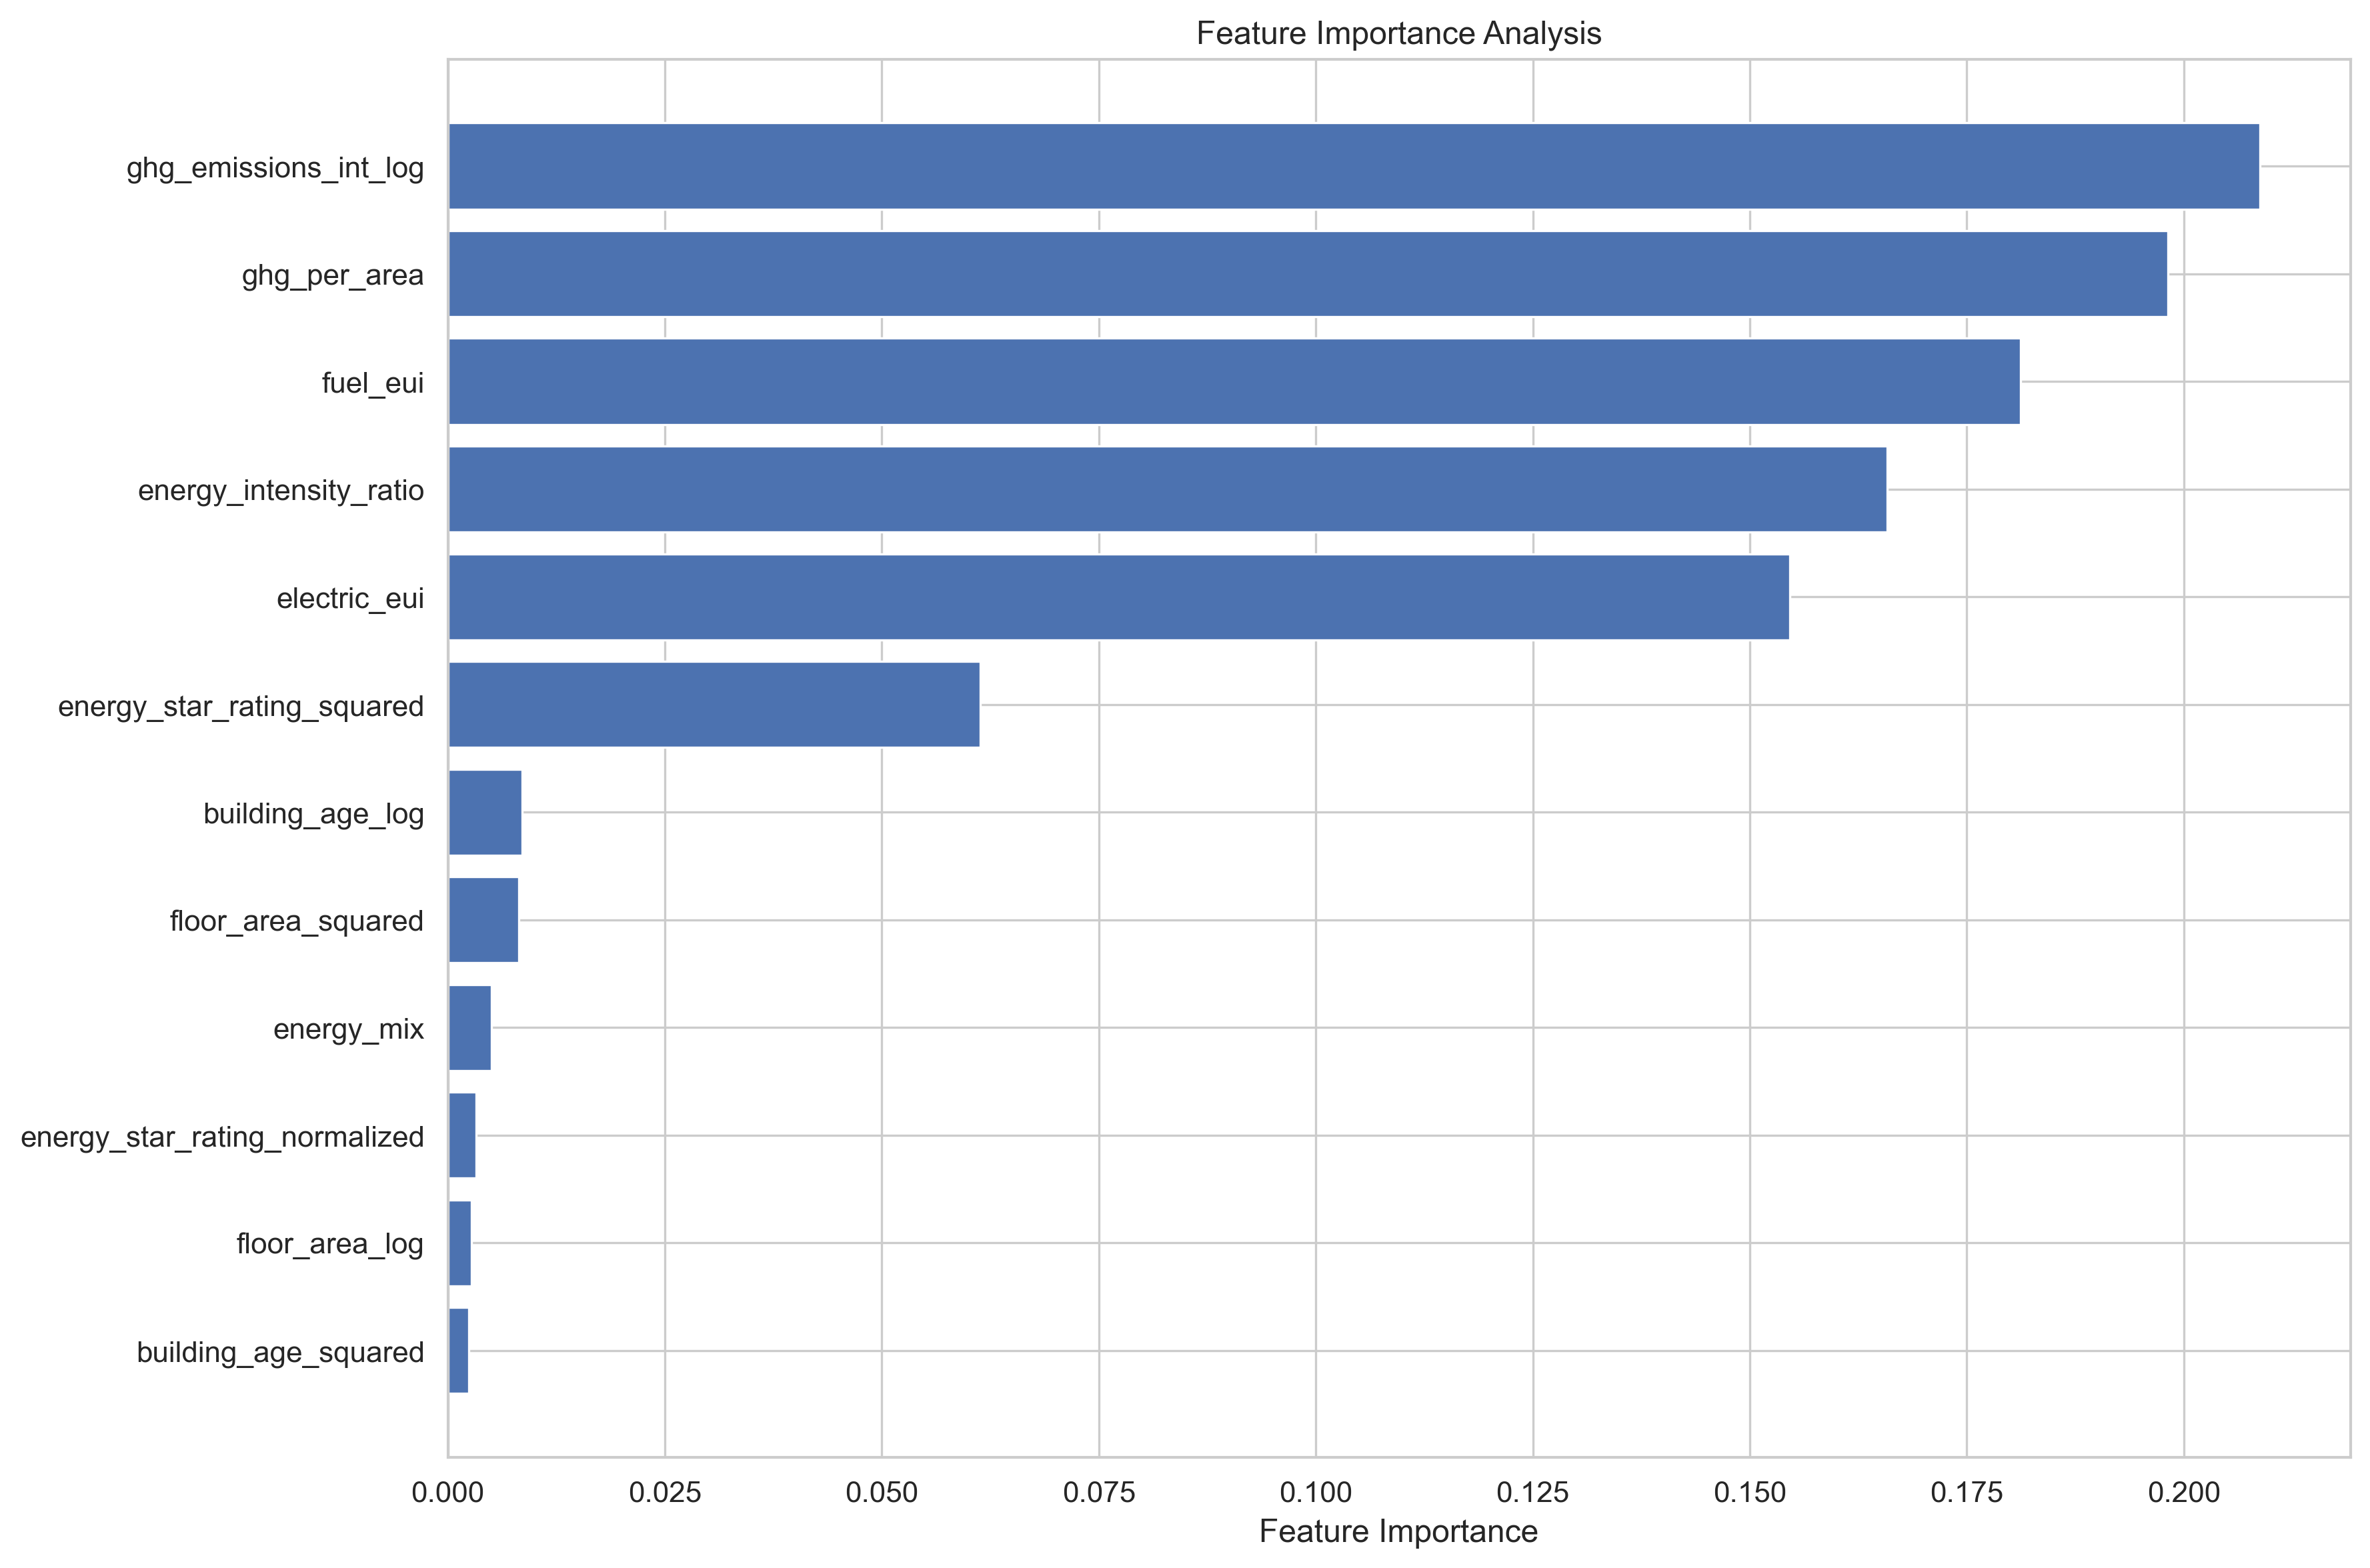 Feature Importance Analysis
ghg_emissions_int_log
ghg_per_area
fuel_eui
energy_intensity_ratio
electric_eui
energy_star_rating_squared
building_age_log
floor_area_squared
energy_mix
energy_star_rating_normalized
floor_area_log
building_age_squared
0.000 0.025 0.050 0.075 0.100 0.125 0.150 0.175 0.200
Feature Importance